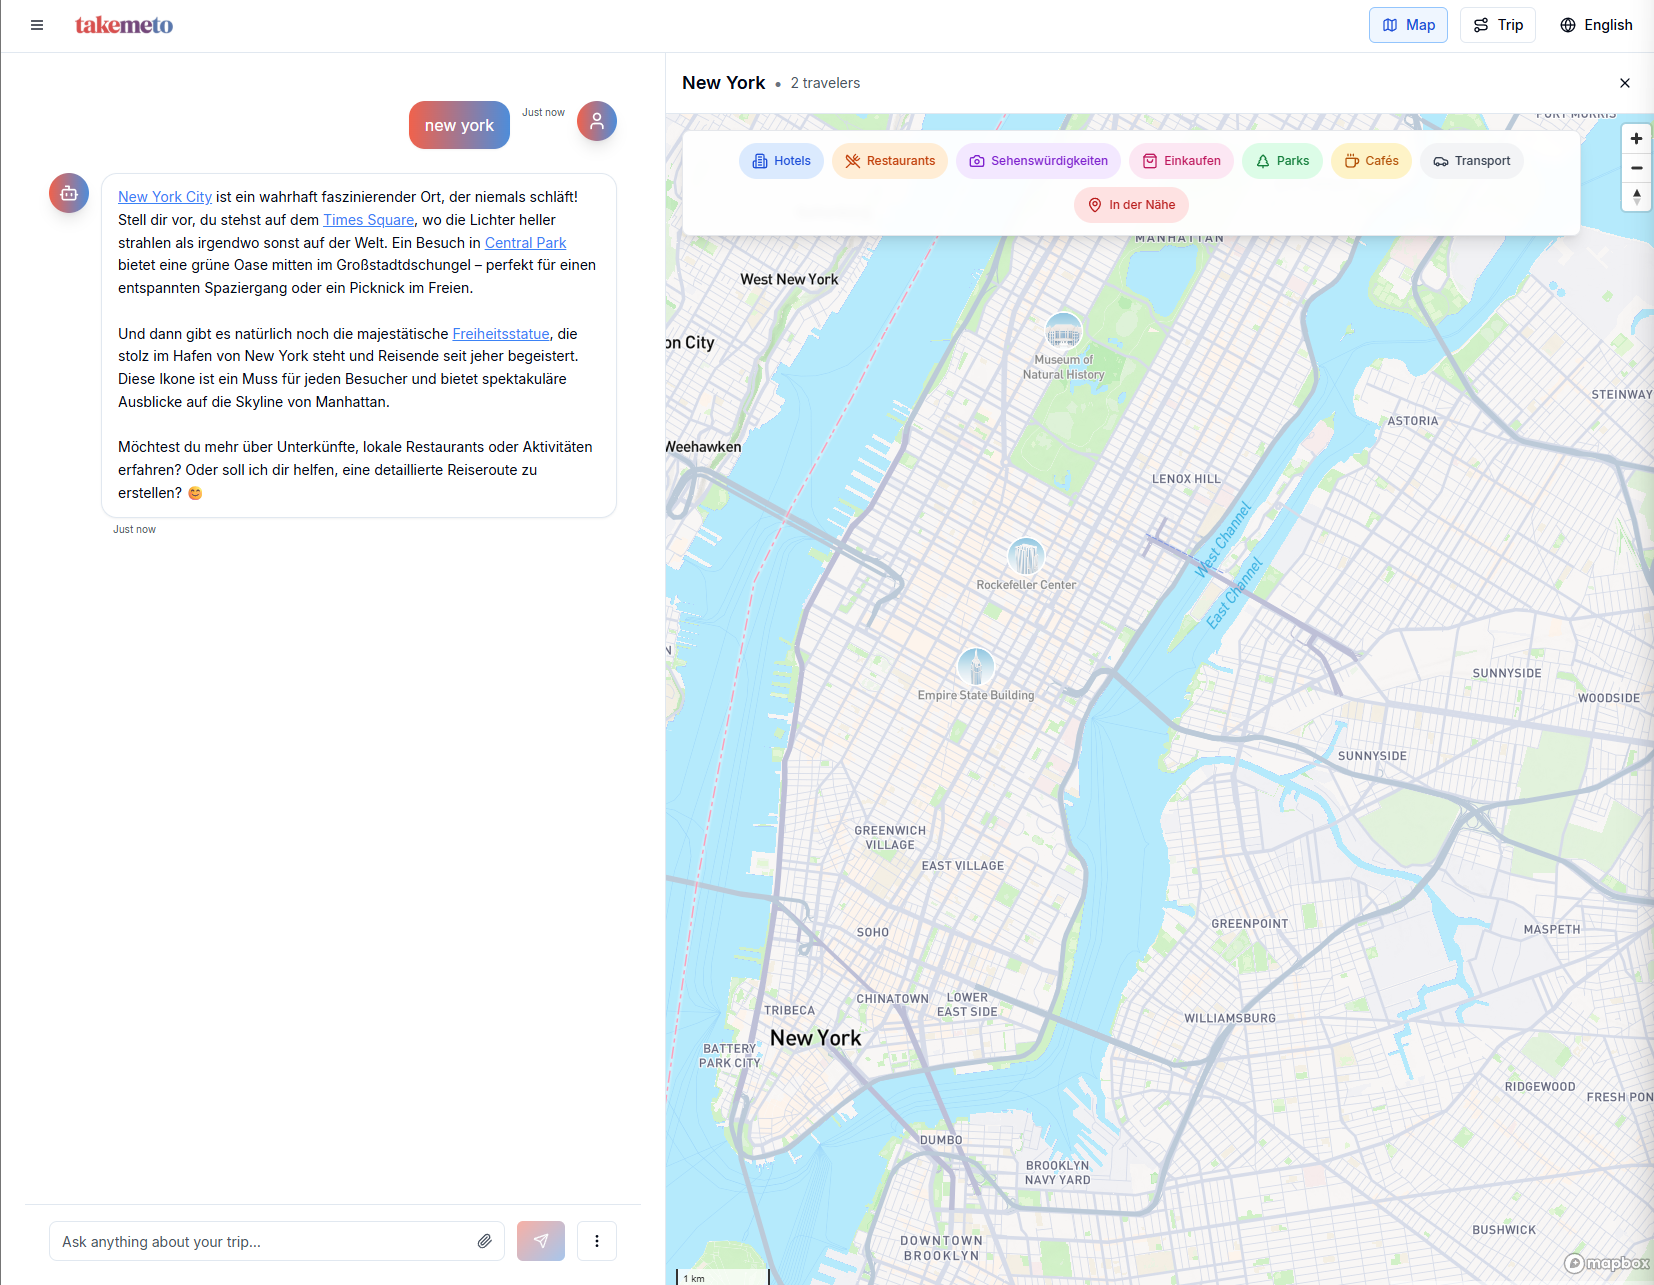 takemeto
Map
Trip
English
new york
Just now
New York City ist ein wahrhaft faszinierender Ort, der niemals schläft!
Stell dir vor, du stehst auf dem Times Square, wo die Lichter heller
strahlen als irgendwo sonst auf der Welt. Ein Besuch in Central Park
bietet eine grüne Oase mitten im Großstadtdschungel – perfekt für einen
entspannten Spaziergang oder ein Picknick im Freien.
Und dann gibt es natürlich noch die majestätische Freiheitsstatue, die
stolz im Hafen von New York steht und Reisende seit jeher begeistert.
Diese Ikone ist ein Muss für jeden Besucher und bietet spektakuläre
Ausblicke auf die Skyline von Manhattan.
Möchtest du mehr über Unterkünfte, lokale Restaurants oder Aktivitäten
erfahren? Oder soll ich dir helfen, eine detaillierte Reiseroute zu
erstellen? 😊
Just now
Ask anything about your trip...
New York • 2 travelers
Hotels
Restaurants
Sehenswürdigkeiten
Einkaufen
Parks
Cafés
Transport
In der Nähe
PORT MORRIS
MANHATTAN
West New York
on City
Museum of
Natural History
STEINWAY
ASTORIA
Weehawken
LENOX HILL
West Channel
East Channel
Rockefeller Center
N
Empire State Building
SUNNYSIDE
WOODSIDE
SUNNYSIDE
GREENWICH
VILLAGE
EAST VILLAGE
GREENPOINT
SOHO
MASPETH
CHINATOWN
LOWER
EAST SIDE
TRIBECA
WILLIAMSBURG
New York
BATTERY
PARK CITY
RIDGEWOOD
FRESH PON
DUMBO
BROOKLYN
NAVY YARD
BUSHWICK
DOWNTOWN
BROOKLYN
1 km
mapbox